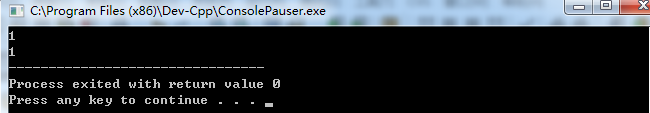 C:\Program Files (x86)\Dev-Cpp\ConsolePauser.exe
1
1
--------------------------------
Process exited with return value 0
Press any key to continue . . .